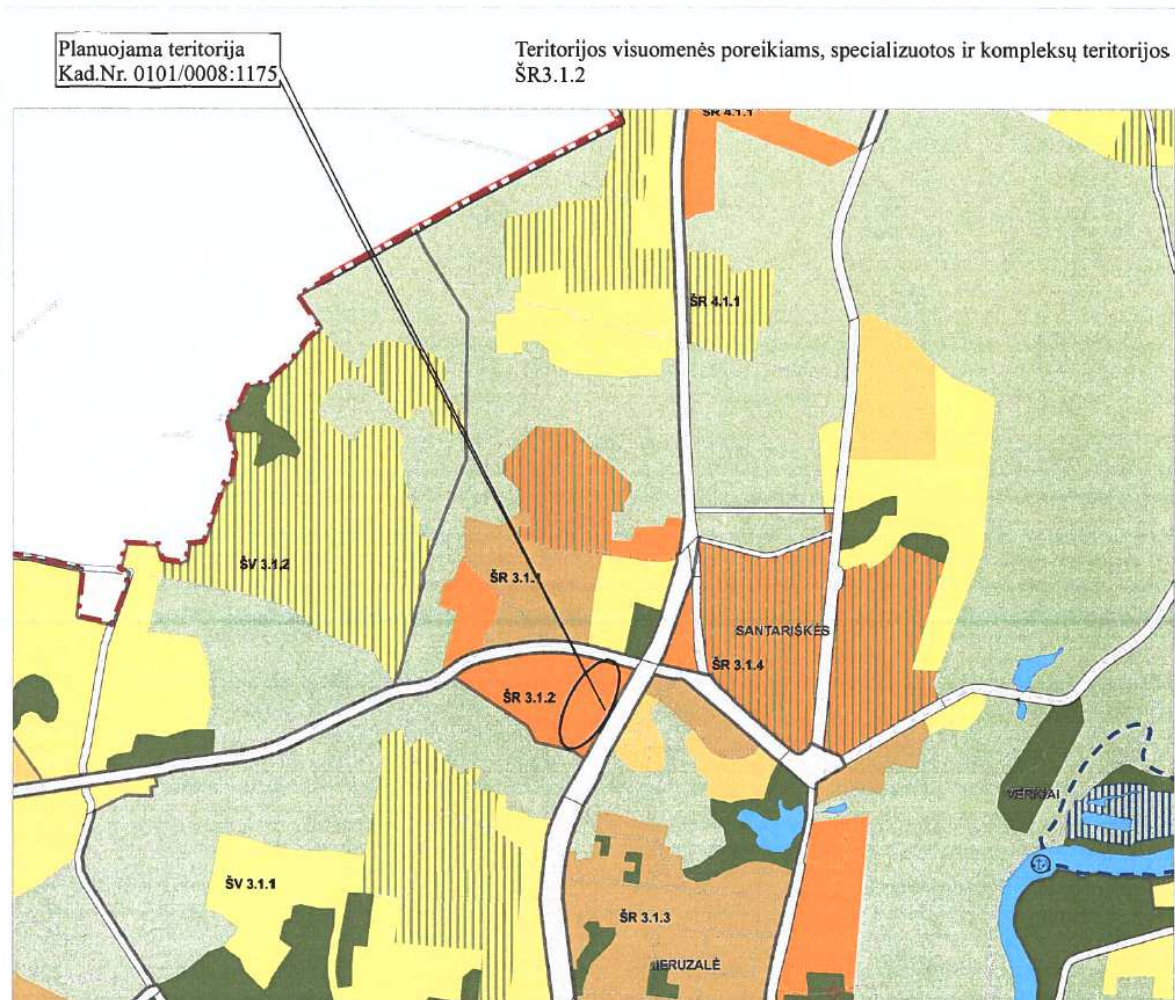 Planuojama teritorija
Kad.Nr. 0101/0008:1175
Teritorijos visuomenės poreikiams, specializuotos ir kompleksų teritorijos
ŠR3.1.2
ŠR 4.1.1
ŠR 4.1.1
ŠV 3.1.2
ŠR 3.1.1
SANTARIŠKĖS
ŠR 3.1.4
ŠR 3.1.2
VERKIAI
ŠV 3.1.1
ŠR 3.1.3
JERUZALĖ